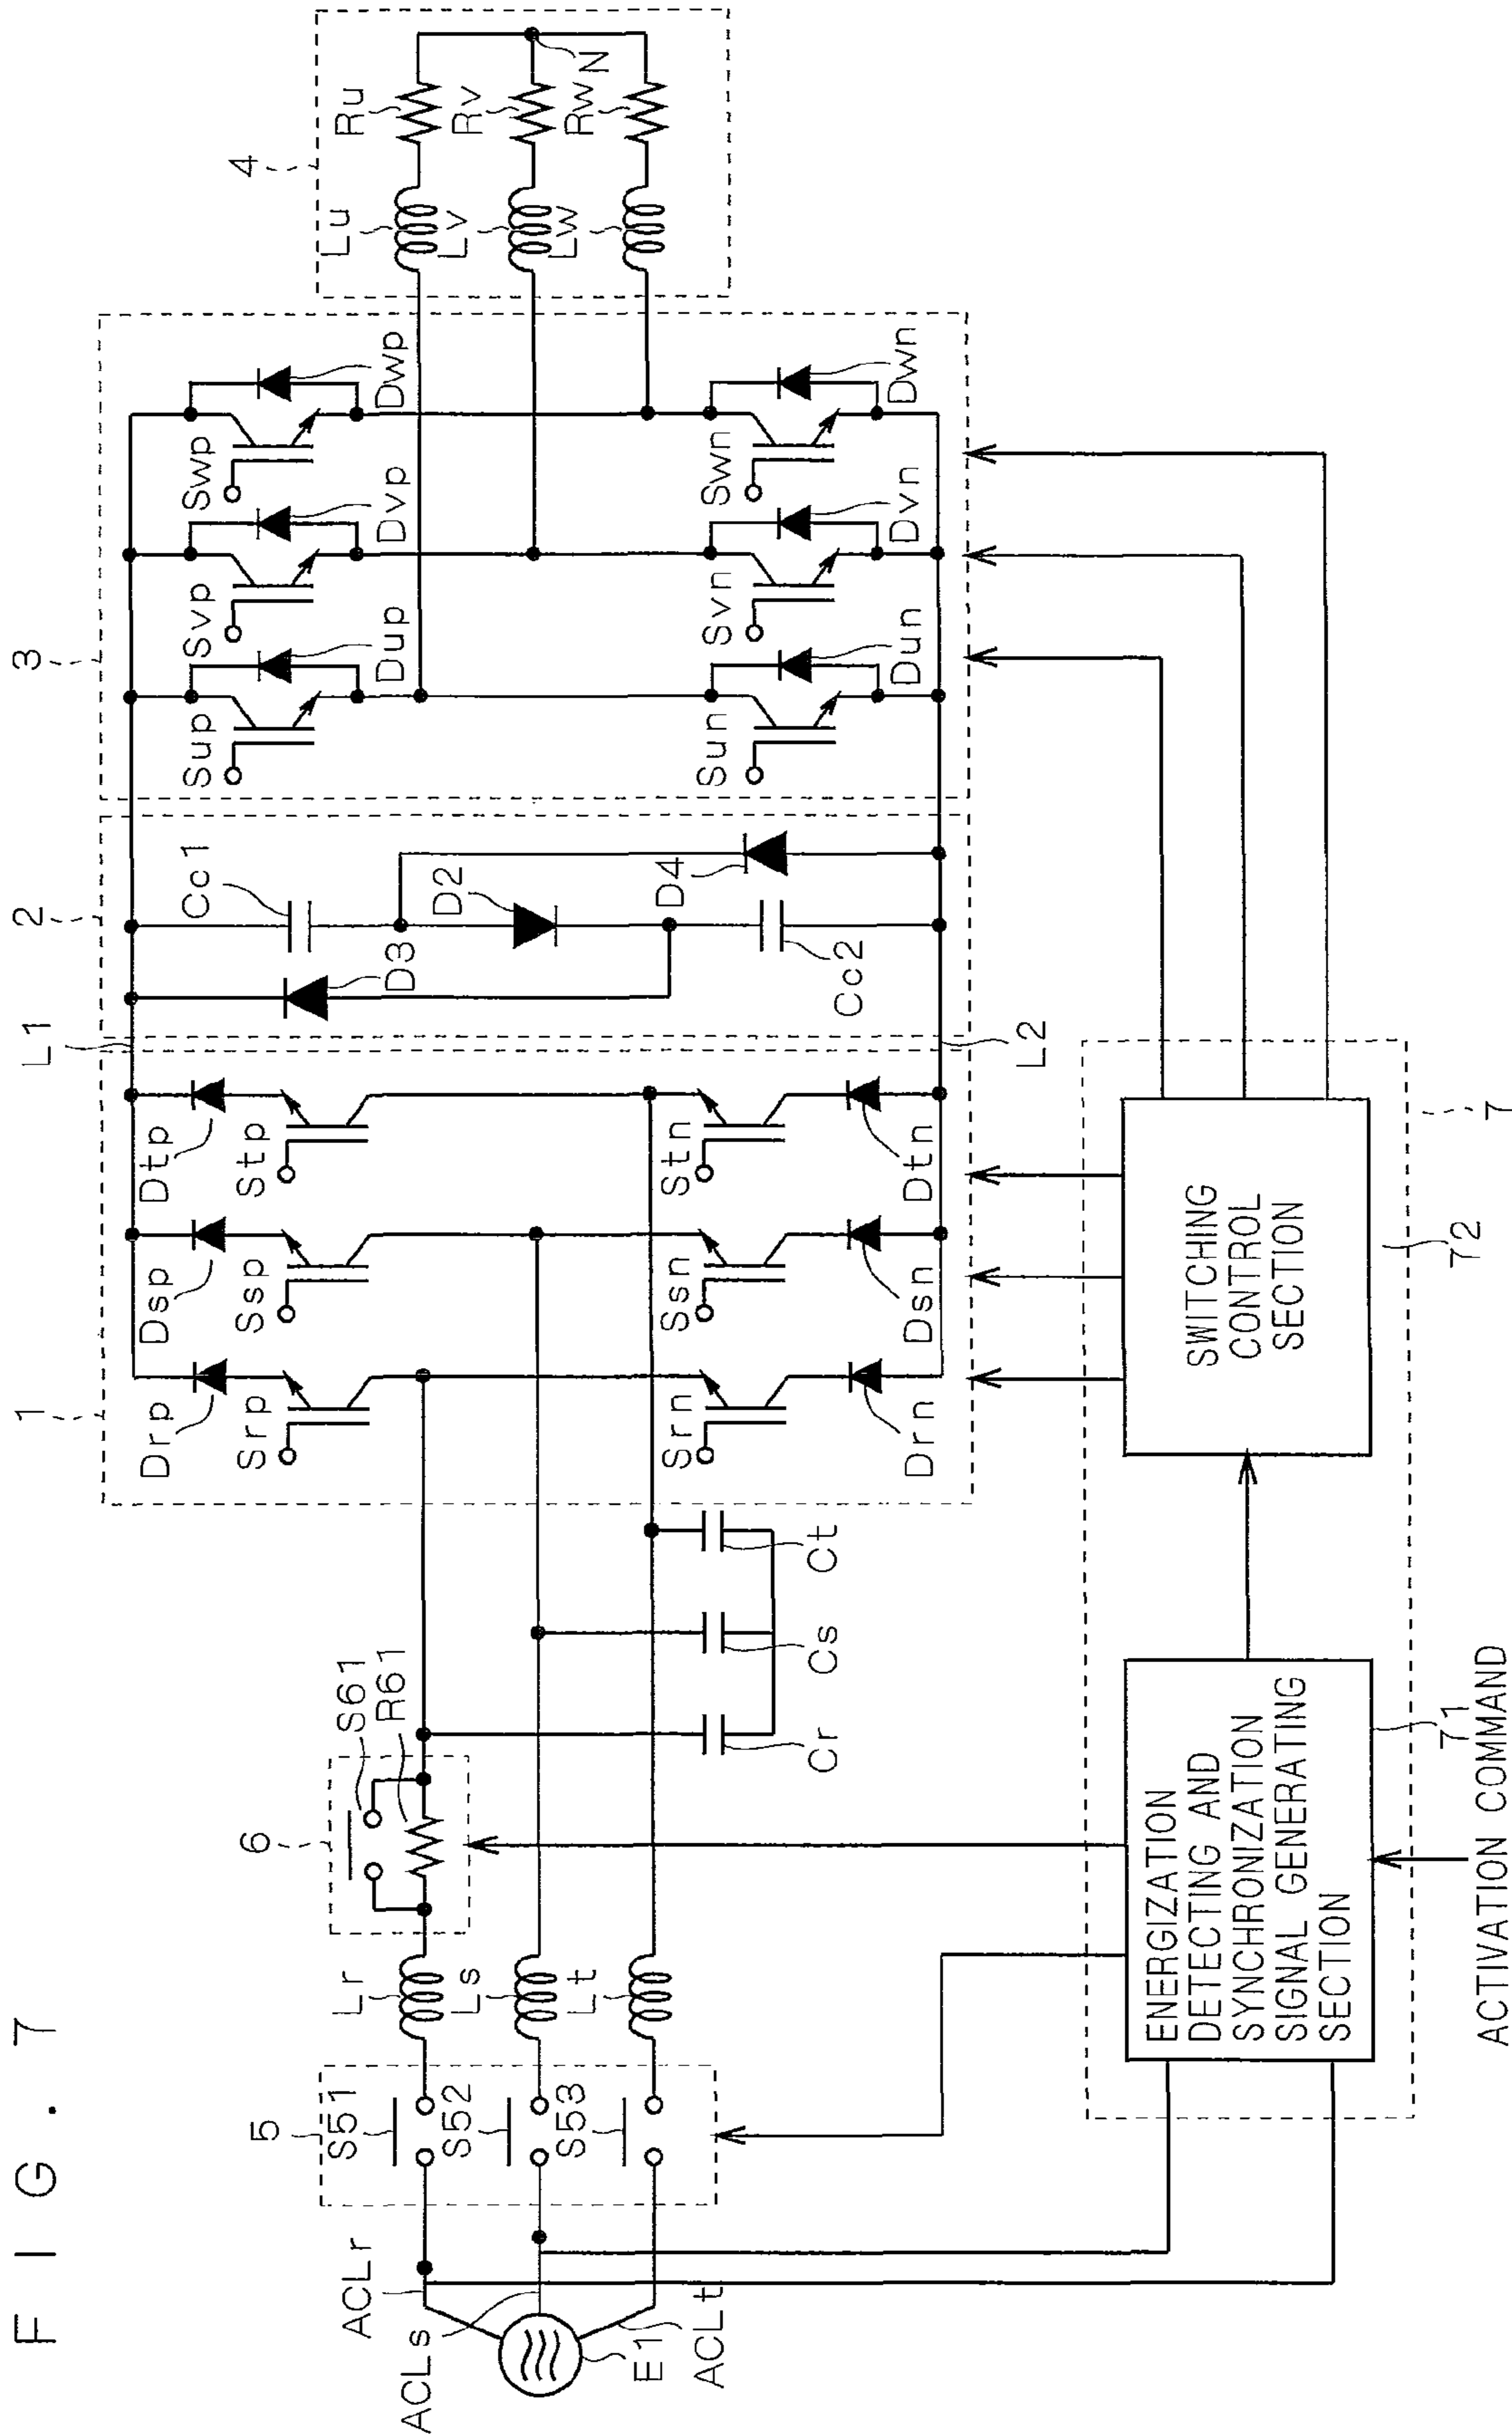 FIG. 7
ACLr
ACLs
E1
ACLt
5
S51
S52
S53
Lr
Ls
Lt
6
S61
R61
Cr
Cs
Ct
1
Drp
Srp
Dsp
Ssp
Dtp
Stp
Srn
Drn
Ssn
Dsn
Stn
Dtn
L1
L2
2
D3
Cc1
D2
D4
Cc2
3
Sup
Dup
Svp
Dvp
Swp
Dwp
Sun
Dun
Svn
Dvn
Swn
Dwn
4
Lu
Ru
Lv
Rv
Lw
Rw
N
ENERGIZATION
DETECTING AND
SYNCHRONIZATION
SIGNAL GENERATING
SECTION
71
ACTIVATION COMMAND
SWITCHING
CONTROL
SECTION
72
7